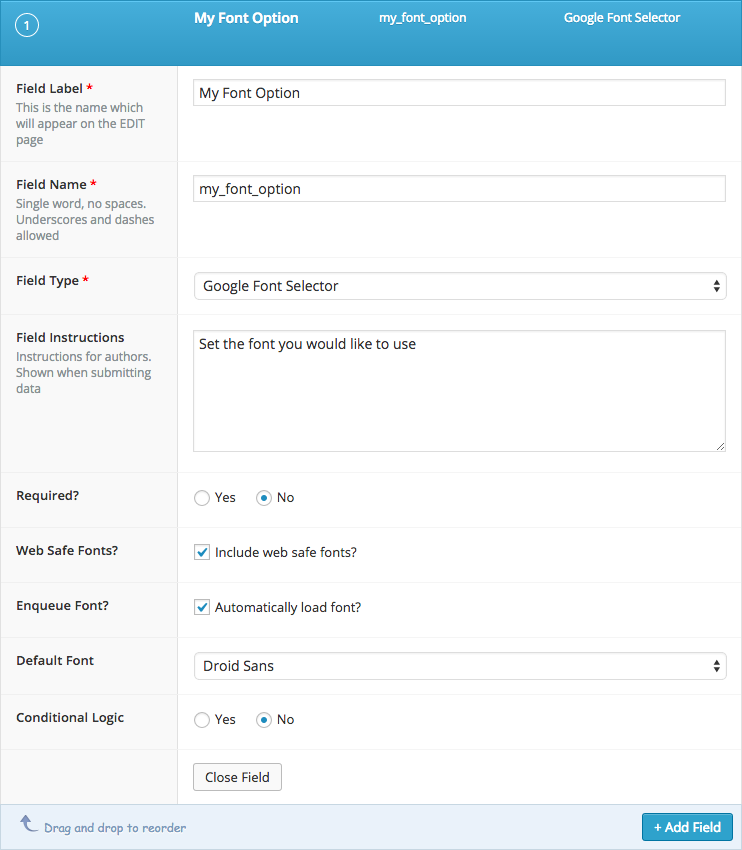 1 My Font Option my_font_option Google Font Selector
Field Label *
This is the name which
will appear on the EDIT
page
My Font Option
Field Name *
Single word, no spaces.
Underscores and dashes
allowed
my_font_option
Field Type *
Google Font Selector
Field Instructions
Instructions for authors.
Shown when submitting
data
Set the font you would like to use
Required?
Yes No
Web Safe Fonts?
Include web safe fonts?
Enqueue Font?
Automatically load font?
Default Font
Droid Sans
Conditional Logic
Yes No
Close Field
Drag and drop to reorder
+ Add Field